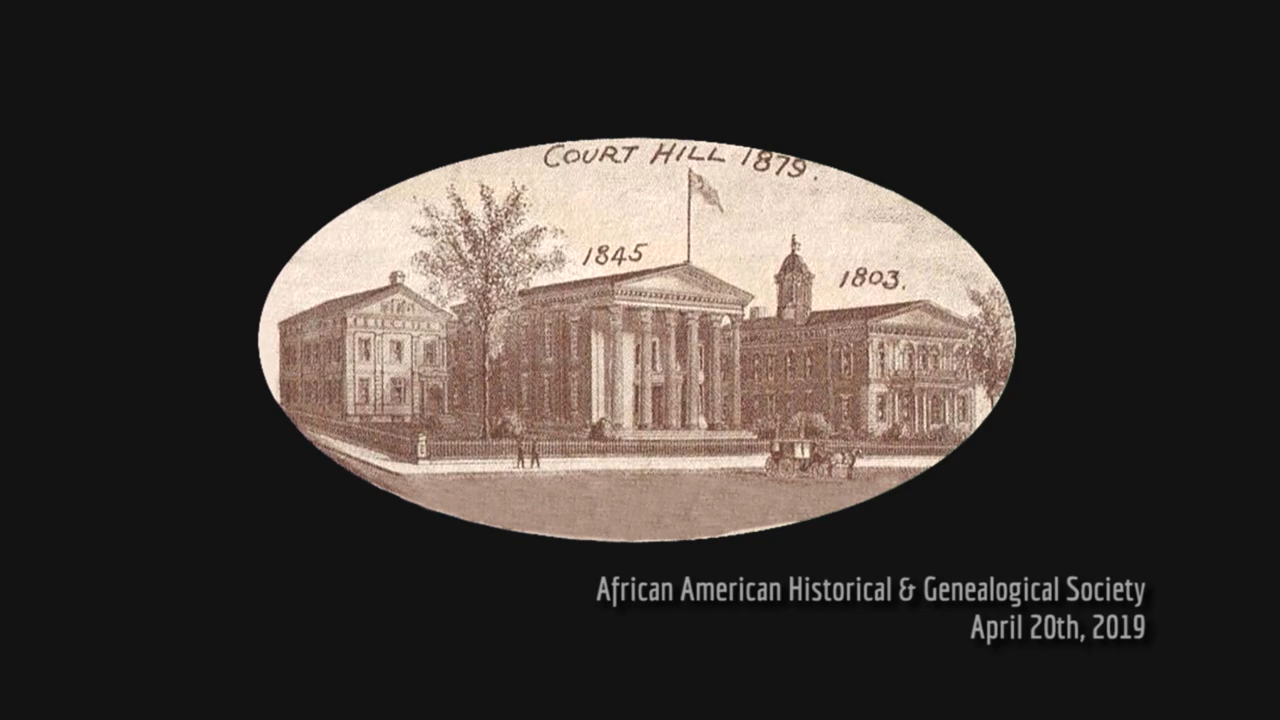 COURT HILL 1879.
1845
1803.
African American Historical & Genealogical Society
April 20th, 2019